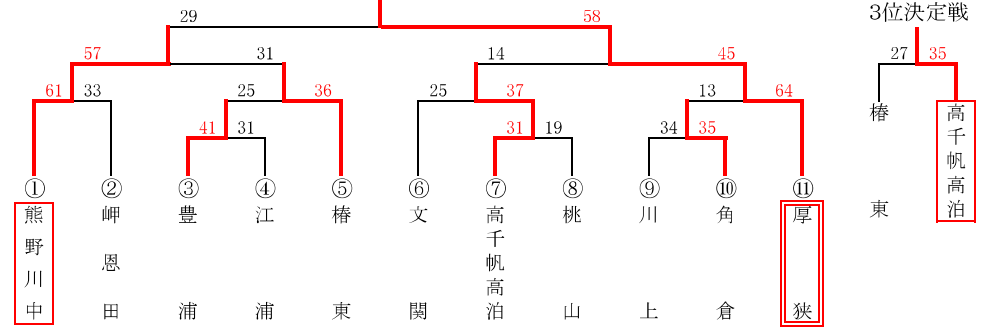 29 58 3位決定戦
57 31 14 45 27 35
61 33 25 36 25 37 13 64
41 31 31 19 34 35
① ② ③ ④ ⑤ ⑥ ⑦ ⑧ ⑨ ⑩ ⑪
熊野川中
岬恩田
豊浦
江浦
椿東
文関
高千帆高泊
桃山
川上
角倉
厚狭
椿東
高千帆高泊